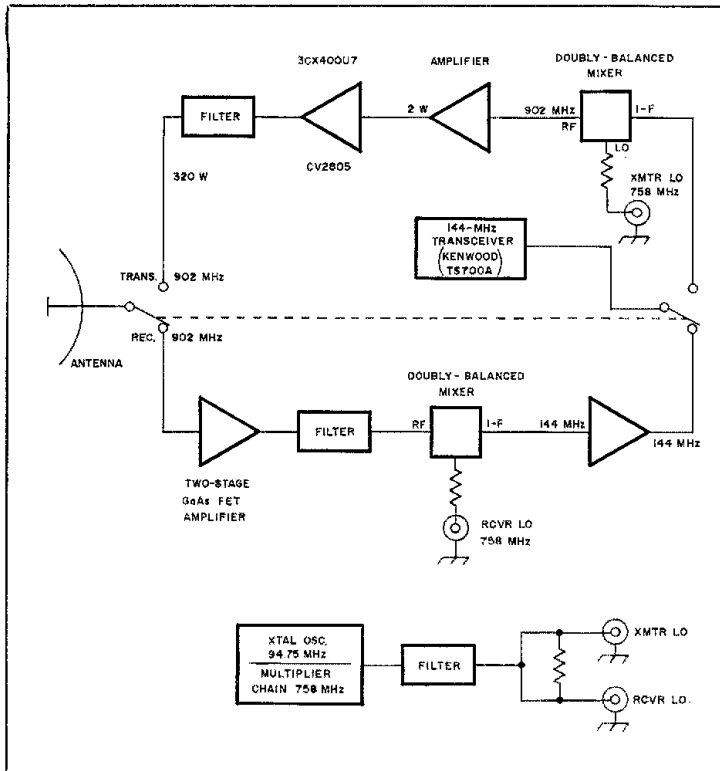 3CX400U7
AMPLIFIER
DOUBLY-BALANCED
MIXER
FILTER
2 W
902 MHz
RF
I-F
LO
CV2805
320 W
XMTR LO
758 MHz
144-MHz
TRANSCEIVER
(KENWOOD
TS700A)
TRANS.
902 MHz
REC.
902 MHz
ANTENNA
DOUBLY-BALANCED
MIXER
FILTER
RF
I-F
144 MHz
144 MHz
TWO-STAGE
GaAs FET
AMPLIFIER
RCVR LO
758 MHz
XTAL OSC.
94.75 MHz
MULTIPLIER
CHAIN 758 MHz
FILTER
XMTR LO
RCVR LO.